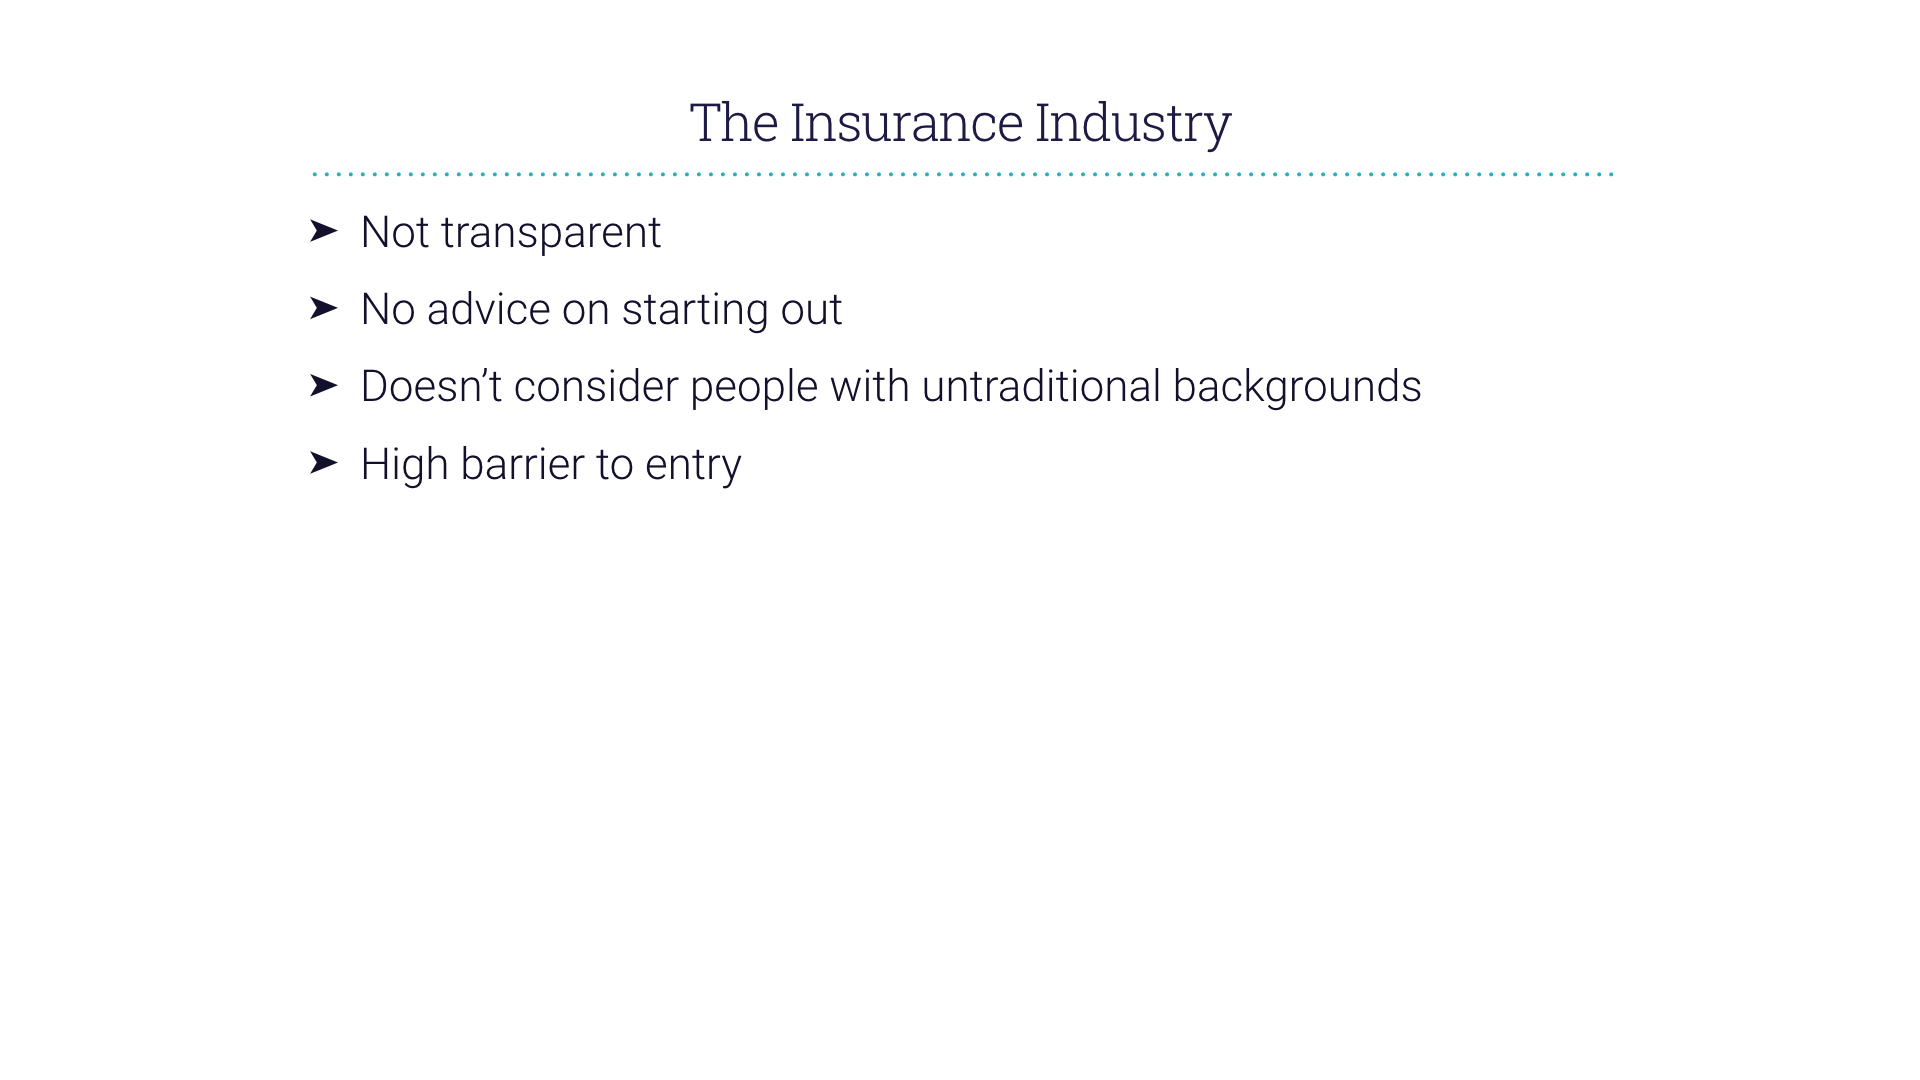 The Insurance Industry
➤ Not transparent
➤ No advice on starting out
➤ Doesn’t consider people with untraditional backgrounds
➤ High barrier to entry